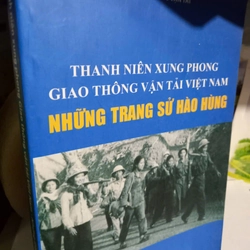 THANH NIÊN XUNG PHONG
GIAO THÔNG VẬN TẢI VIỆT NAM
NHỮNG TRANG SỬ HÀO HÙNG